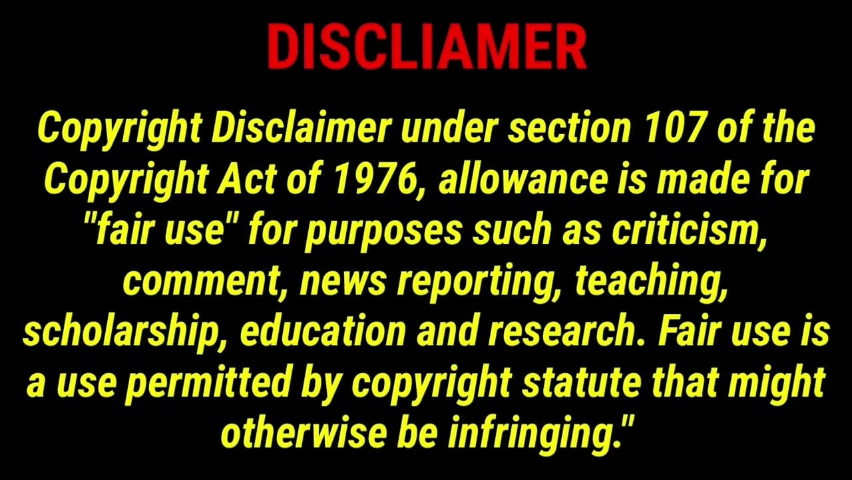 DISCLIAMER
Copyright Disclaimer under section 107 of the
Copyright Act of 1976, allowance is made for
"fair use" for purposes such as criticism,
comment, news reporting, teaching,
scholarship, education and research. Fair use is
a use permitted by copyright statute that might
otherwise be infringing."